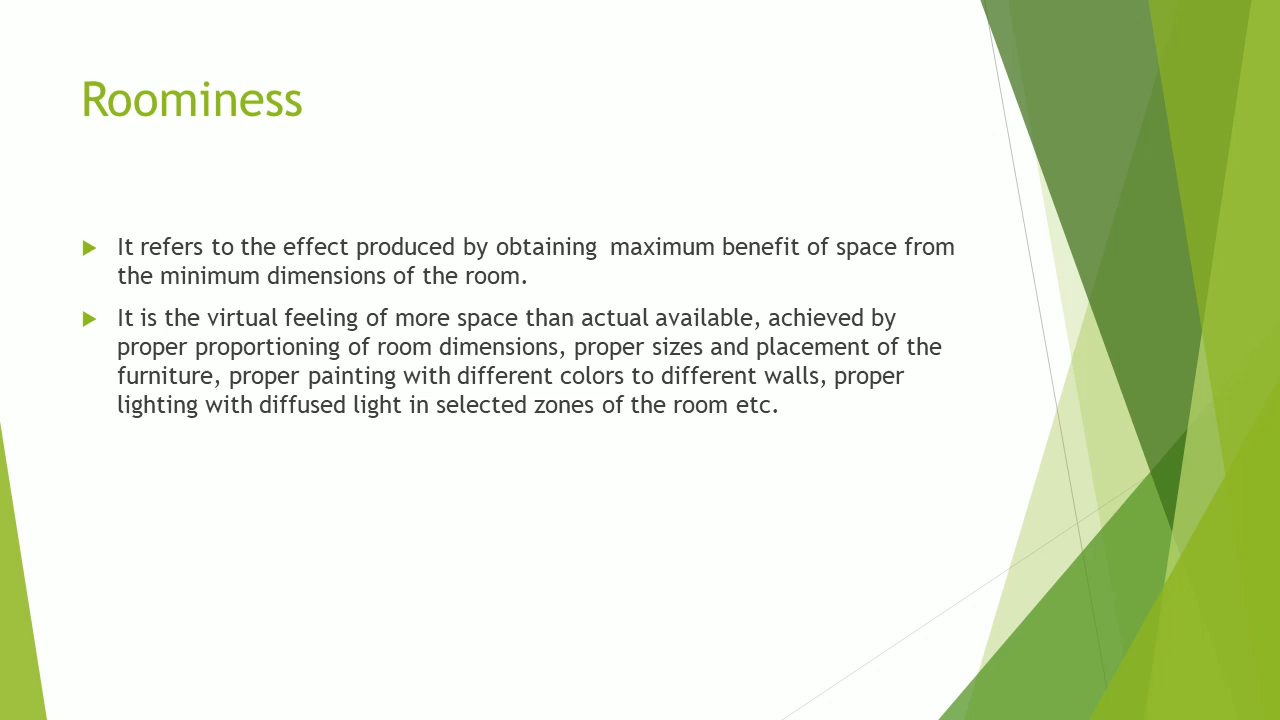 Roominess
It refers to the effect produced by obtaining  maximum benefit of space from
the minimum dimensions of the room.
It is the virtual feeling of more space than actual available, achieved by
proper proportioning of room dimensions, proper sizes and placement of the
furniture, proper painting with different colors to different walls, proper
lighting with diffused light in selected zones of the room etc.